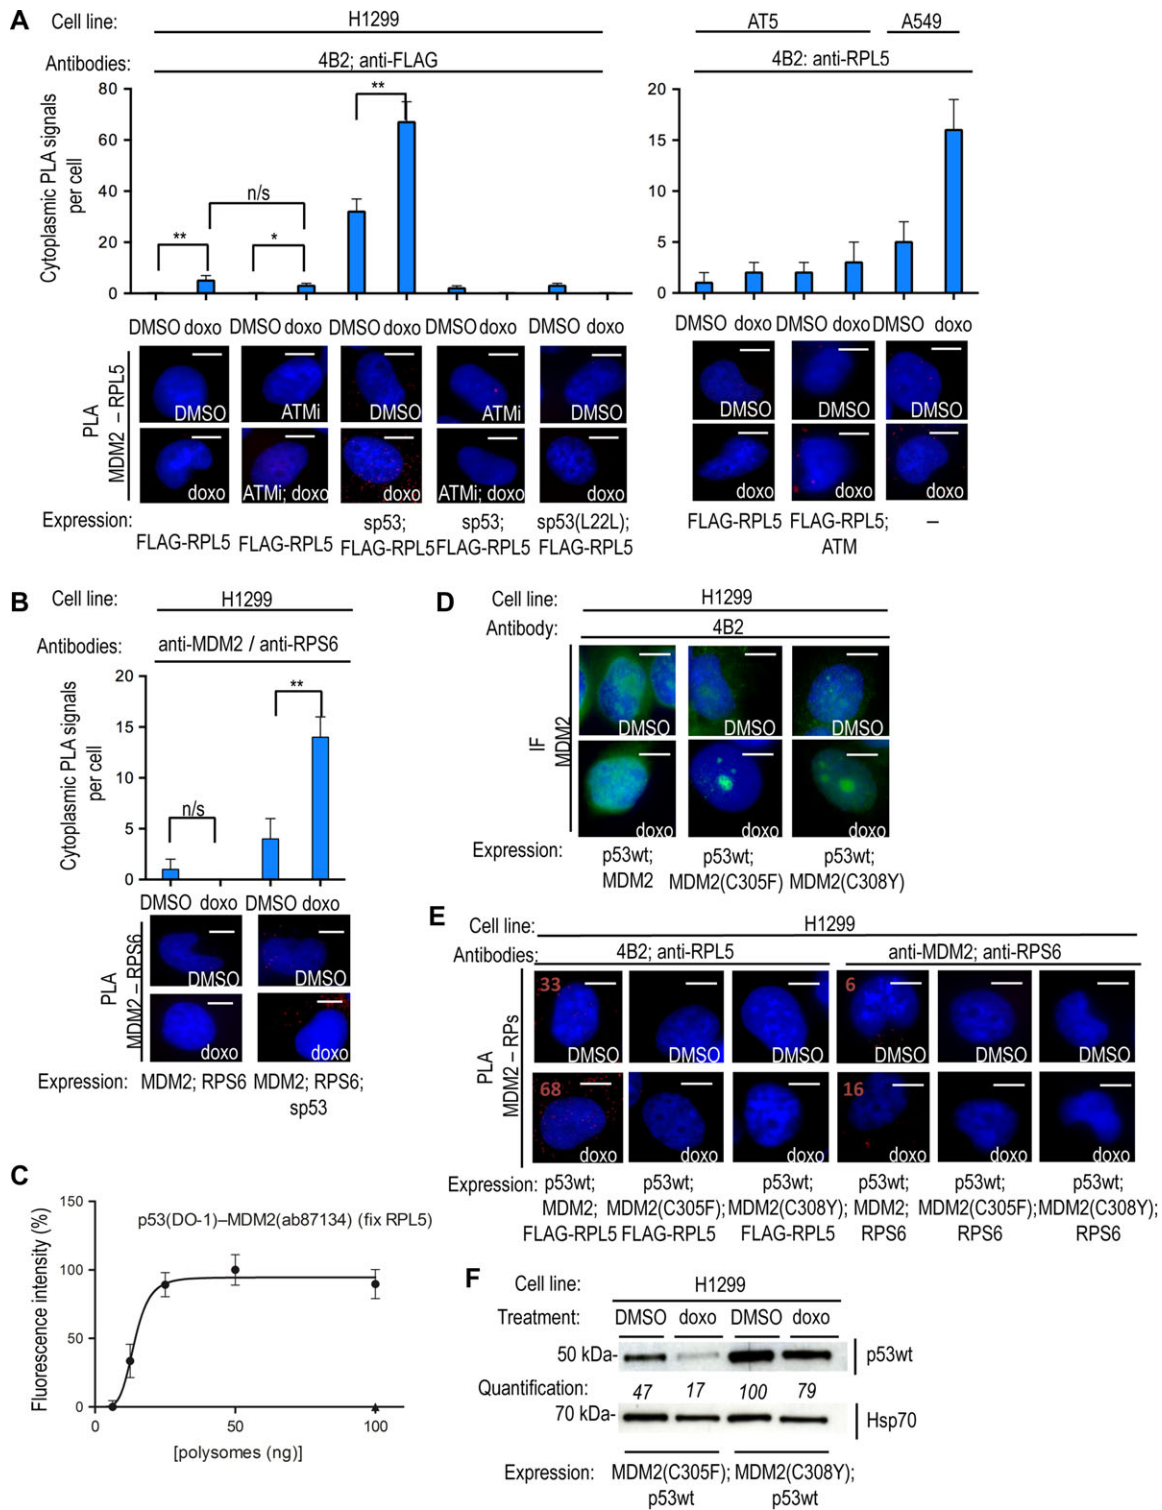 A
Cell line:
H1299
AT5
A549
Antibodies:
4B2; anti-FLAG
4B2: anti-RPL5
Cytoplasmic PLA signals
per cell
80
60
40
20
0
**
n/s
*
**
20
15
10
5
0
DMSO doxo DMSO doxo DMSO doxo DMSO doxo DMSO doxo
DMSO doxo DMSO doxo DMSO doxo
PLA
MDM2 – RPL5
DMSO ATMi DMSO ATMi DMSO DMSO DMSO DMSO
doxo ATMi; doxo doxo ATMi; doxo doxo doxo doxo doxo
Expression:
FLAG-RPL5
FLAG-RPL5
sp53;
FLAG-RPL5
sp53;
FLAG-RPL5
sp53(L22L);
FLAG-RPL5
FLAG-RPL5
FLAG-RPL5;
ATM
–
B
Cell line:
H1299
Antibodies:
anti-MDM2 / anti-RPS6
Cytoplasmic PLA signals
per cell
20
15
10
5
0
n/s
**
DMSO doxo DMSO doxo
PLA
MDM2 – RPS6
DMSO DMSO
doxo doxo
Expression:
MDM2; RPS6
MDM2; RPS6;
sp53
C
Fluorescence intensity (%)
150
100
50
0
p53(DO-1)–MDM2(ab87134) (fix RPL5)
0 50 100
[polysomes (ng)]
D
Cell line:
H1299
Antibody:
4B2
IF
MDM2
DMSO DMSO DMSO
doxo doxo doxo
Expression:
p53wt;
MDM2
p53wt;
MDM2(C305F)
p53wt;
MDM2(C308Y)
E
Cell line:
H1299
Antibodies:
4B2; anti-RPL5
anti-MDM2; anti-RPS6
PLA
MDM2 – RPs
33
6
DMSO DMSO DMSO DMSO DMSO DMSO
68
16
doxo doxo doxo doxo doxo doxo
Expression:
p53wt;
MDM2;
FLAG-RPL5
p53wt;
MDM2(C305F);
FLAG-RPL5
p53wt;
MDM2(C308Y);
FLAG-RPL5
p53wt;
MDM2;
RPS6
p53wt;
MDM2(C305F);
RPS6
p53wt;
MDM2(C308Y);
RPS6
F
Cell line:
H1299
Treatment:
DMSO doxo DMSO doxo
50 kDa-
p53wt
Quantification:
47 17 100 79
70 kDa-
Hsp70
Expression:
MDM2(C305F);
p53wt
MDM2(C308Y);
p53wt